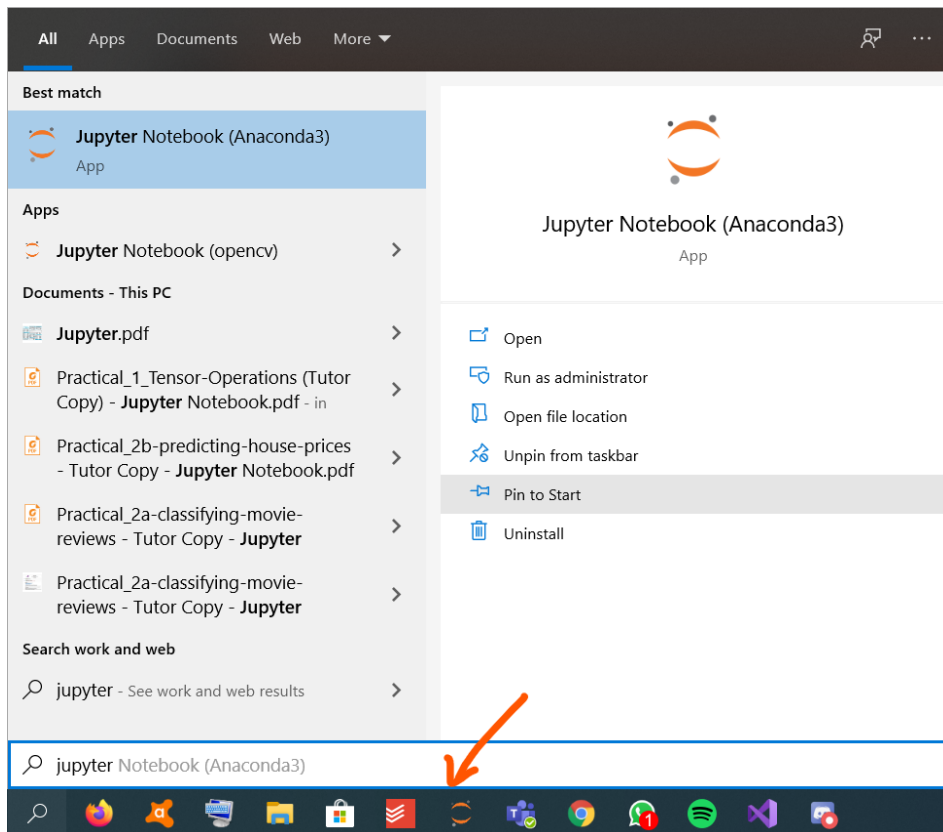 All Apps Documents Web More
Best match
Jupyter Notebook (Anaconda3)
App
Apps
Jupyter Notebook (opencv)
Documents - This PC
Jupyter.pdf
Practical_1_Tensor-Operations (Tutor
Copy) - Jupyter Notebook.pdf - in
Practical_2b-predicting-house-prices
- Tutor Copy - Jupyter Notebook.pdf
Practical_2a-classifying-movie-
reviews - Tutor Copy - Jupyter
Practical_2a-classifying-movie-
reviews - Tutor Copy - Jupyter
Search work and web
jupyter - See work and web results
Jupyter Notebook (Anaconda3)
App
Open
Run as administrator
Open file location
Unpin from taskbar
Pin to Start
Uninstall
jupyter Notebook (Anaconda3)
1